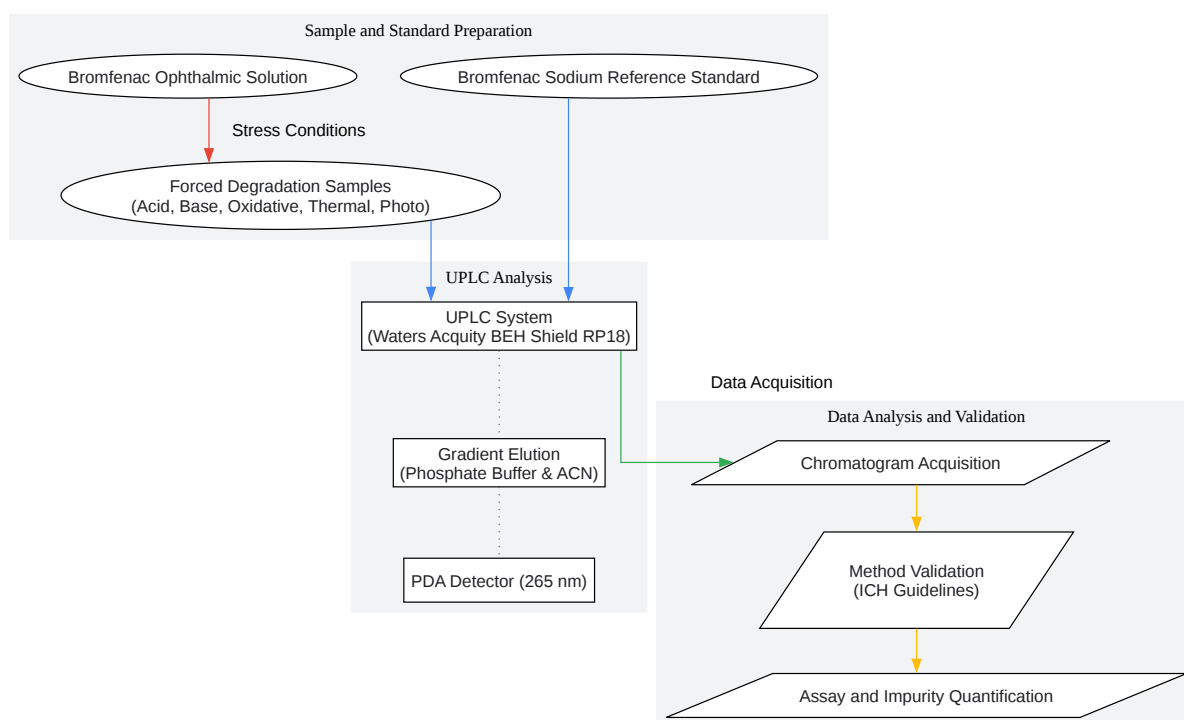 Sample and Standard Preparation
Bromfenac Ophthalmic Solution
Bromfenac Sodium Reference Standard
Stress Conditions
Forced Degradation Samples
(Acid, Base, Oxidative, Thermal, Photo)
UPLC Analysis
UPLC System
(Waters Acquity BEH Shield RP18)
Data Acquisition
Data Analysis and Validation
Gradient Elution
(Phosphate Buffer & ACN)
Chromatogram Acquisition
PDA Detector (265 nm)
Method Validation
(ICH Guidelines)
Assay and Impurity Quantification